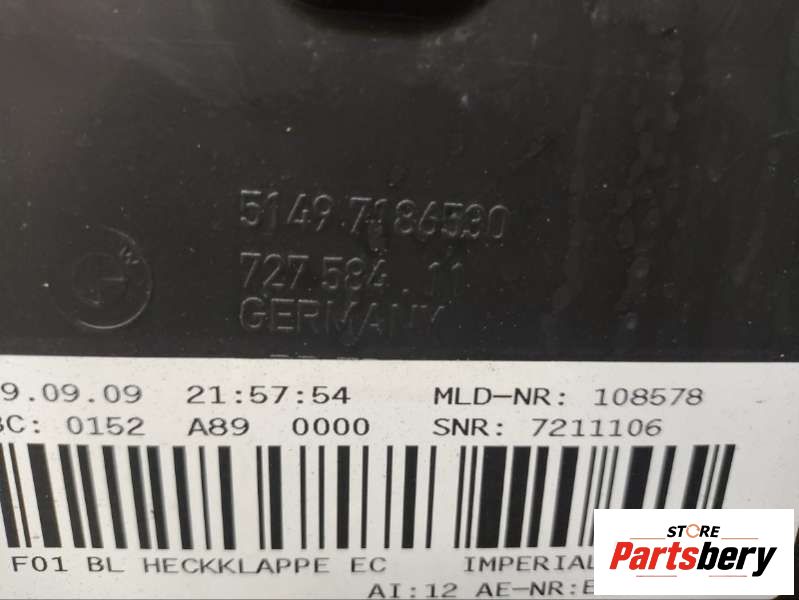 5149 7186530
727 584 . 11
GERMANY
9.09.09 21:57:54 MLD-NR: 108578
BC: 0152 A89 0000 SNR: 7211106
F01 BL HECKKLAPPE EC IMPERIAL
AI:12 AE-NR:E
STORE
Partsbery